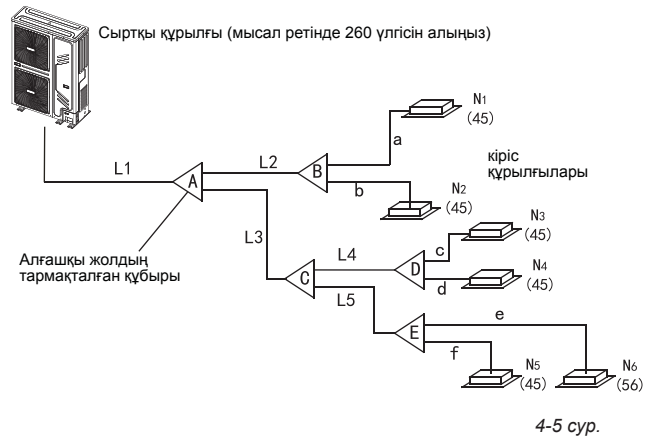 Сыртқы құрылғы (мысал ретінде 260 үлгісін алыңыз)
N1
(45)
a
кіріс
құрылғылары
L1
A
L2
B
b
N2
(45)
N3
(45)
L3
Алғашқы жолдың
тармақталған құбыры
L4
c
C
D
d
N4
(45)
L5
e
E
f
N5
(45)
N6
(56)
4-5 сур.